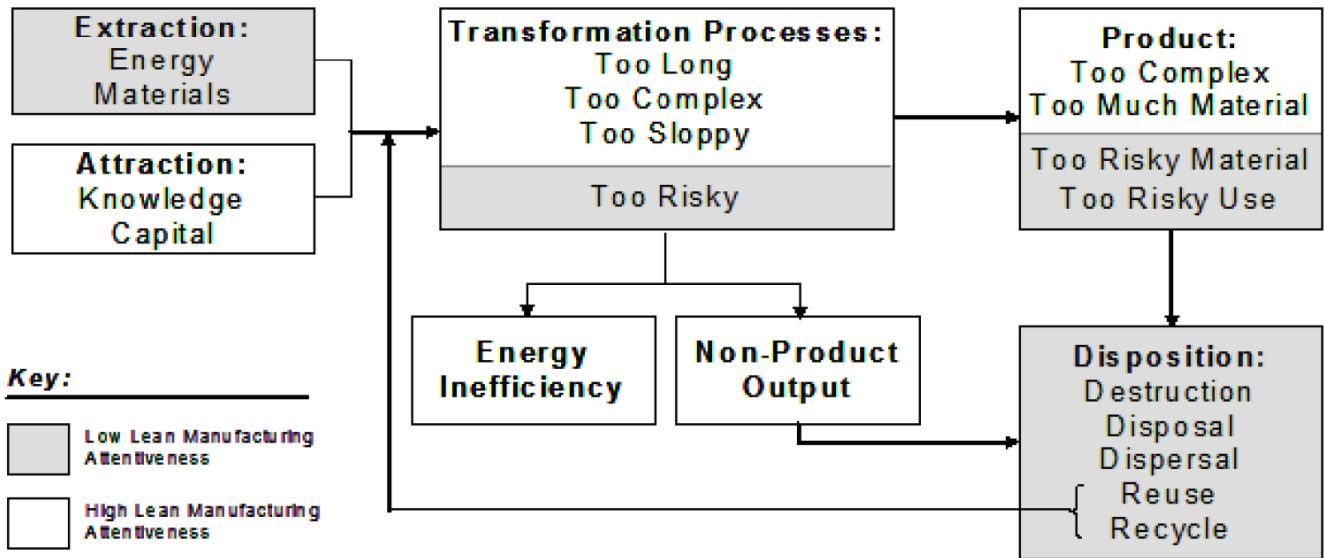 Extraction:
Energy
Materials
Attraction:
Knowledge
Capital
Transformation Processes:
Too Long
Too Complex
Too Sloppy
Too Risky
Product:
Too Complex
Too Much Material
Too Risky Material
Too Risky Use
Energy
Inefficiency
Non-Product
Output
Disposition:
Destruction
Disposal
Dispersal
Reuse
Recycle
Key:
Low Lean Manufacturing
Attentiveness
High Lean Manufacturing
Attentiveness